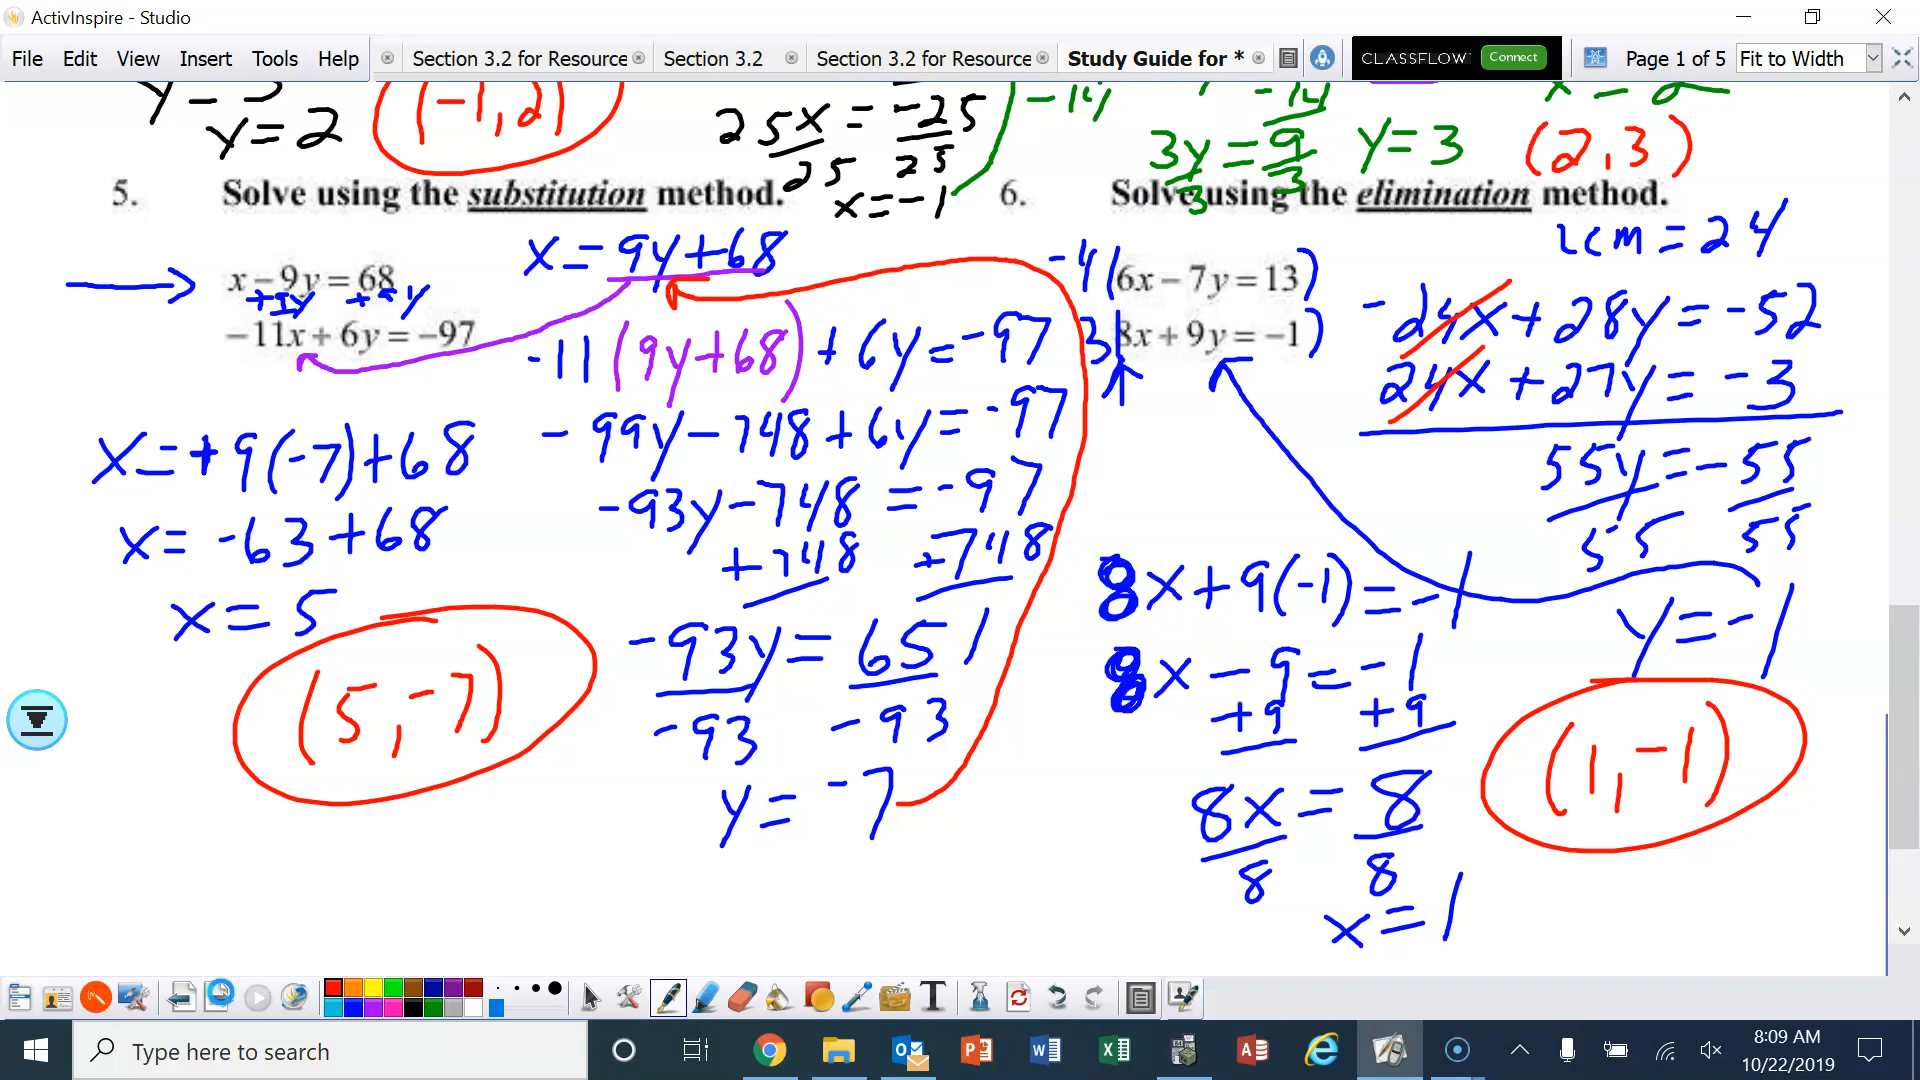 ActivInspire - Studio
File Edit View Insert Tools Help
Section 3.2 for Resource Section 3.2 Section 3.2 for Resource Study Guide for *
CLASSFLOW Connect
Page 1 of 5 Fit to Width
y = 2
(-1,2)
25x = -25
25 25
x = -1
-14
-14
3y = 9
3 3
y = 3
(2,3)
5. Solve using the substitution method.
x = 9y+68
x − 9y = 68
−11x + 6y = −97
-11(9y+68) + 6y = -97
-99y - 748 + 6y = -97
-93y - 748 = -97
+748 +748
-93y = 651
-93 -93
y = -7
x = +9(-7)+68
x = -63+68
x = 5
(5,-7)
6. Solve using the elimination method.
LCM = 24
-4(6x − 7y = 13)
3(8x + 9y = −1)
-24x + 28y = -52
24x + 27y = -3
55y = -55
55 55
y = -1
8x + 9(-1) = -1
8x - 9 = -1
+9 +9
8x = 8
8 8
x = 1
(1,-1)
Type here to search
8:09 AM
10/22/2019